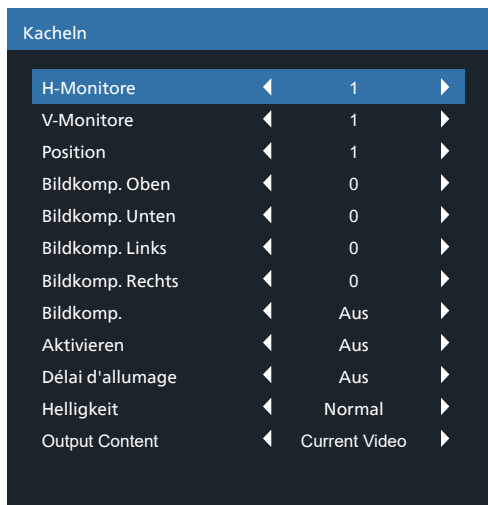 Kacheln
H-Monitore 1
V-Monitore 1
Position 1
Bildkomp. Oben 0
Bildkomp. Unten 0
Bildkomp. Links 0
Bildkomp. Rechts 0
Bildkomp. Aus
Aktivieren Aus
Délai d'allumage Aus
Helligkeit Normal
Output Content Current Video